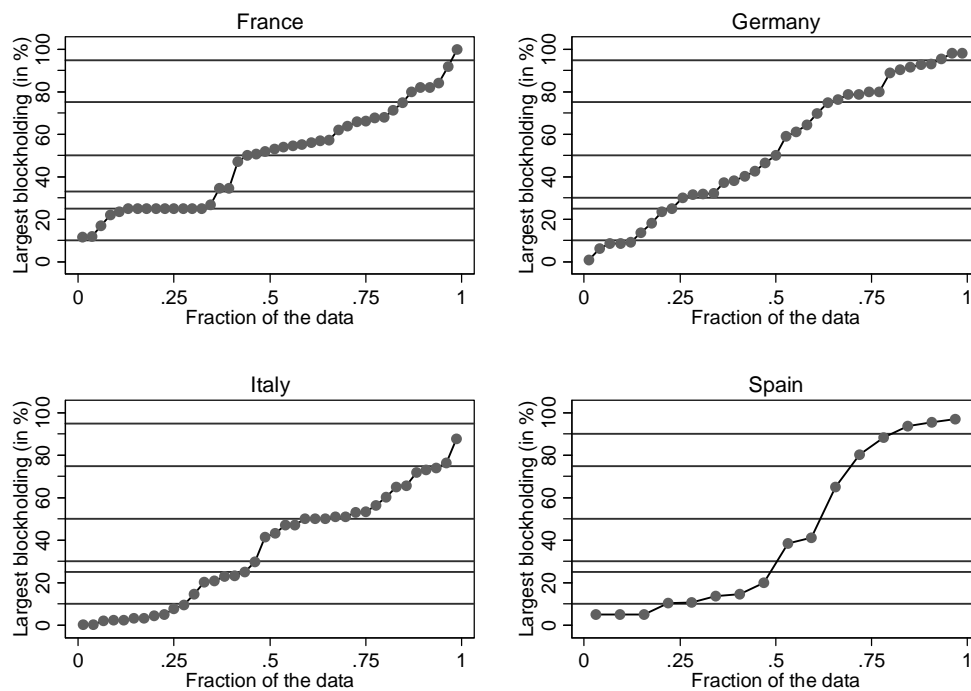 France
Largest blockholding (in %)
100
80
60
40
20
0
0 .25 .5 .75 1
Fraction of the data
Germany
Largest blockholding (in %)
100
80
60
40
20
0
0 .25 .5 .75 1
Fraction of the data
Italy
Largest blockholding (in %)
100
80
60
40
20
0
0 .25 .5 .75 1
Fraction of the data
Spain
Largest blockholding (in %)
100
80
60
40
20
0
0 .25 .5 .75 1
Fraction of the data